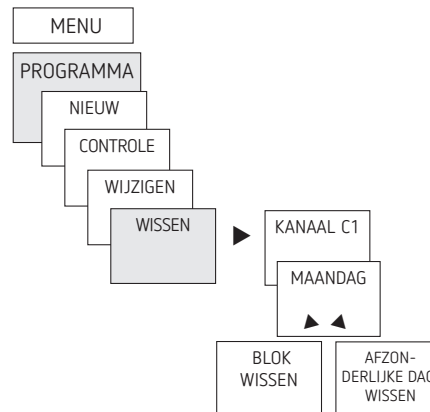 MENU
PROGRAMMA
NIEUW
CONTROLE
WIJZIGEN
WISSEN
KANAAL C1
MAANDAG
BLOK
WISSEN
AFZON-
DERLIJKE DAG
WISSEN